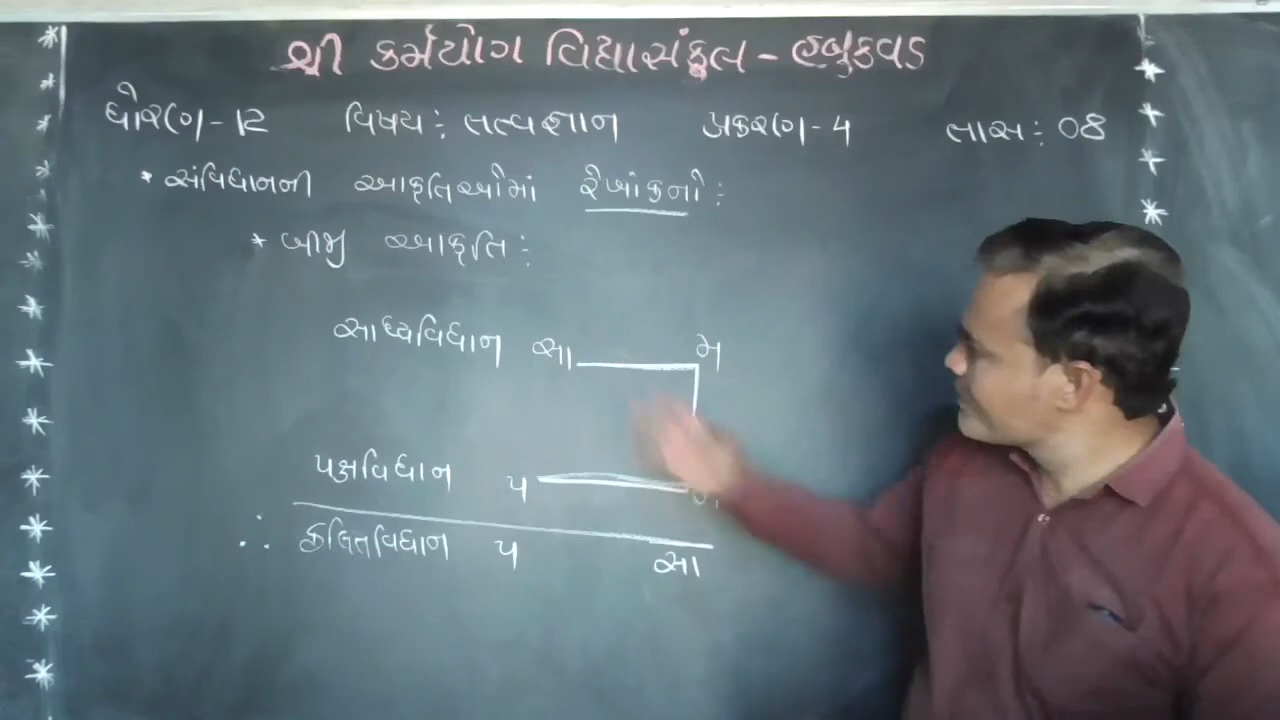 શ્રી કર્મયોગ વિદ્યાસંકુલ - હબુકવડ
ધોરણ - 12 વિષય : તત્વજ્ઞાન પ્રકરણ - 4 તાસ : 08
* સંવિધાનની આકૃતિઓમાં રેખાંકનો :
* બીજી આકૃતિ :
સાધ્યવિધાન સા મ
પક્ષવિધાન પ
∴ ફલિતવિધાન પ સા